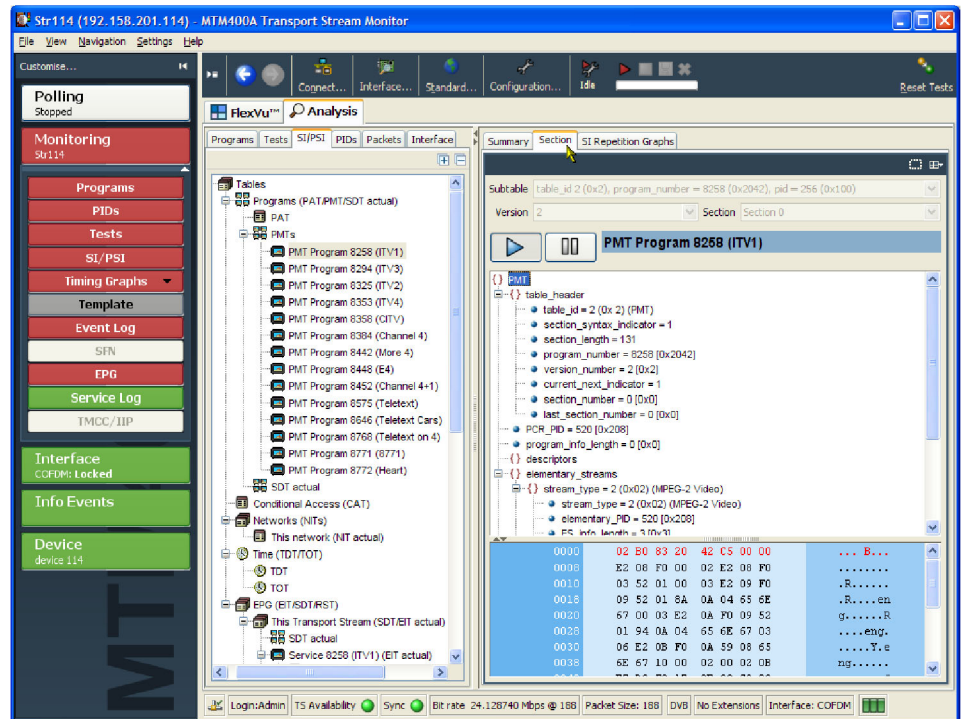 Str114 (192.158.201.114) - MTM400A Transport Stream Monitor
File View Navigation Settings Help
Customise...
Polling
Stopped
Monitoring
Str114
Programs
PIDs
Tests
SI/PSI
Timing Graphs
Template
Event Log
SFN
EPG
Service Log
TMCC/IIP
Interface
COFDM: Locked
Info Events
Device
device 114
MTM
Connect... Interface... Standard... Configuration... Idle Reset Tests
FlexVu™ Analysis
Programs Tests SI/PSI PIDs Packets Interface
Tables
Programs (PAT/PMT/SDT actual)
PAT
PMTs
PMT Program 8258 (ITV1)
PMT Program 8294 (ITV3)
PMT Program 8325 (ITV2)
PMT Program 8353 (ITV4)
PMT Program 8358 (CITV)
PMT Program 8384 (Channel 4)
PMT Program 8442 (More 4)
PMT Program 8448 (E4)
PMT Program 8452 (Channel 4+1)
PMT Program 8575 (Teletext)
PMT Program 8646 (Teletext Cars)
PMT Program 8768 (Teletext on 4)
PMT Program 8771 (8771)
PMT Program 8772 (Heart)
SDT actual
Conditional Access (CAT)
Networks (NITs)
This network (NIT actual)
Time (TDT/TOT)
TDT
TOT
EPG (EIT/SDT/RST)
This Transport Stream (SDT/EIT actual)
SDT actual
Service 8258 (ITV1) (EIT actual)
Summary Section SI Repetition Graphs
Subtable table_id 2 (0x2), program_number = 8258 (0x2042), pid = 256 (0x100)
Version 2 Section Section 0
PMT Program 8258 (ITV1)
{} PMT
{} table_header
table_id = 2 (0x 2) (PMT)
section_syntax_indicator = 1
section_length = 131
program_number = 8258 [0x2042]
version_number = 2 [0x2]
current_next_indicator = 1
section_number = 0 [0x0]
last_section_number = 0 [0x0]
PCR_PID = 520 [0x208]
program_info_length = 0 [0x0]
{} descriptors
{} elementary_streams
{} stream_type = 2 (0x02) (MPEG-2 Video)
stream_type = 2 (0x02) (MPEG-2 Video)
elementary_PID = 520 [0x208]
ES_info_length = 3 [0x3]
0000 02 B0 83 20 42 C5 00 00 ... B...
0008 E2 08 F0 00 02 E2 08 F0 ........
0010 03 52 01 00 03 E2 09 F0 .R......
0018 09 52 01 8A 0A 04 65 6E .R....en
0020 67 00 03 E2 0A F0 09 52 g......R
0028 01 94 0A 04 65 6E 67 03 ....eng.
0030 06 E2 0B F0 0A 59 08 65 .....Y.e
0038 6E 67 10 00 02 00 02 0B ng......
Login:Admin TS Availability Sync Bit rate 24.128740 Mbps @ 188 Packet Size: 188 DVB No Extensions Interface: COFDM